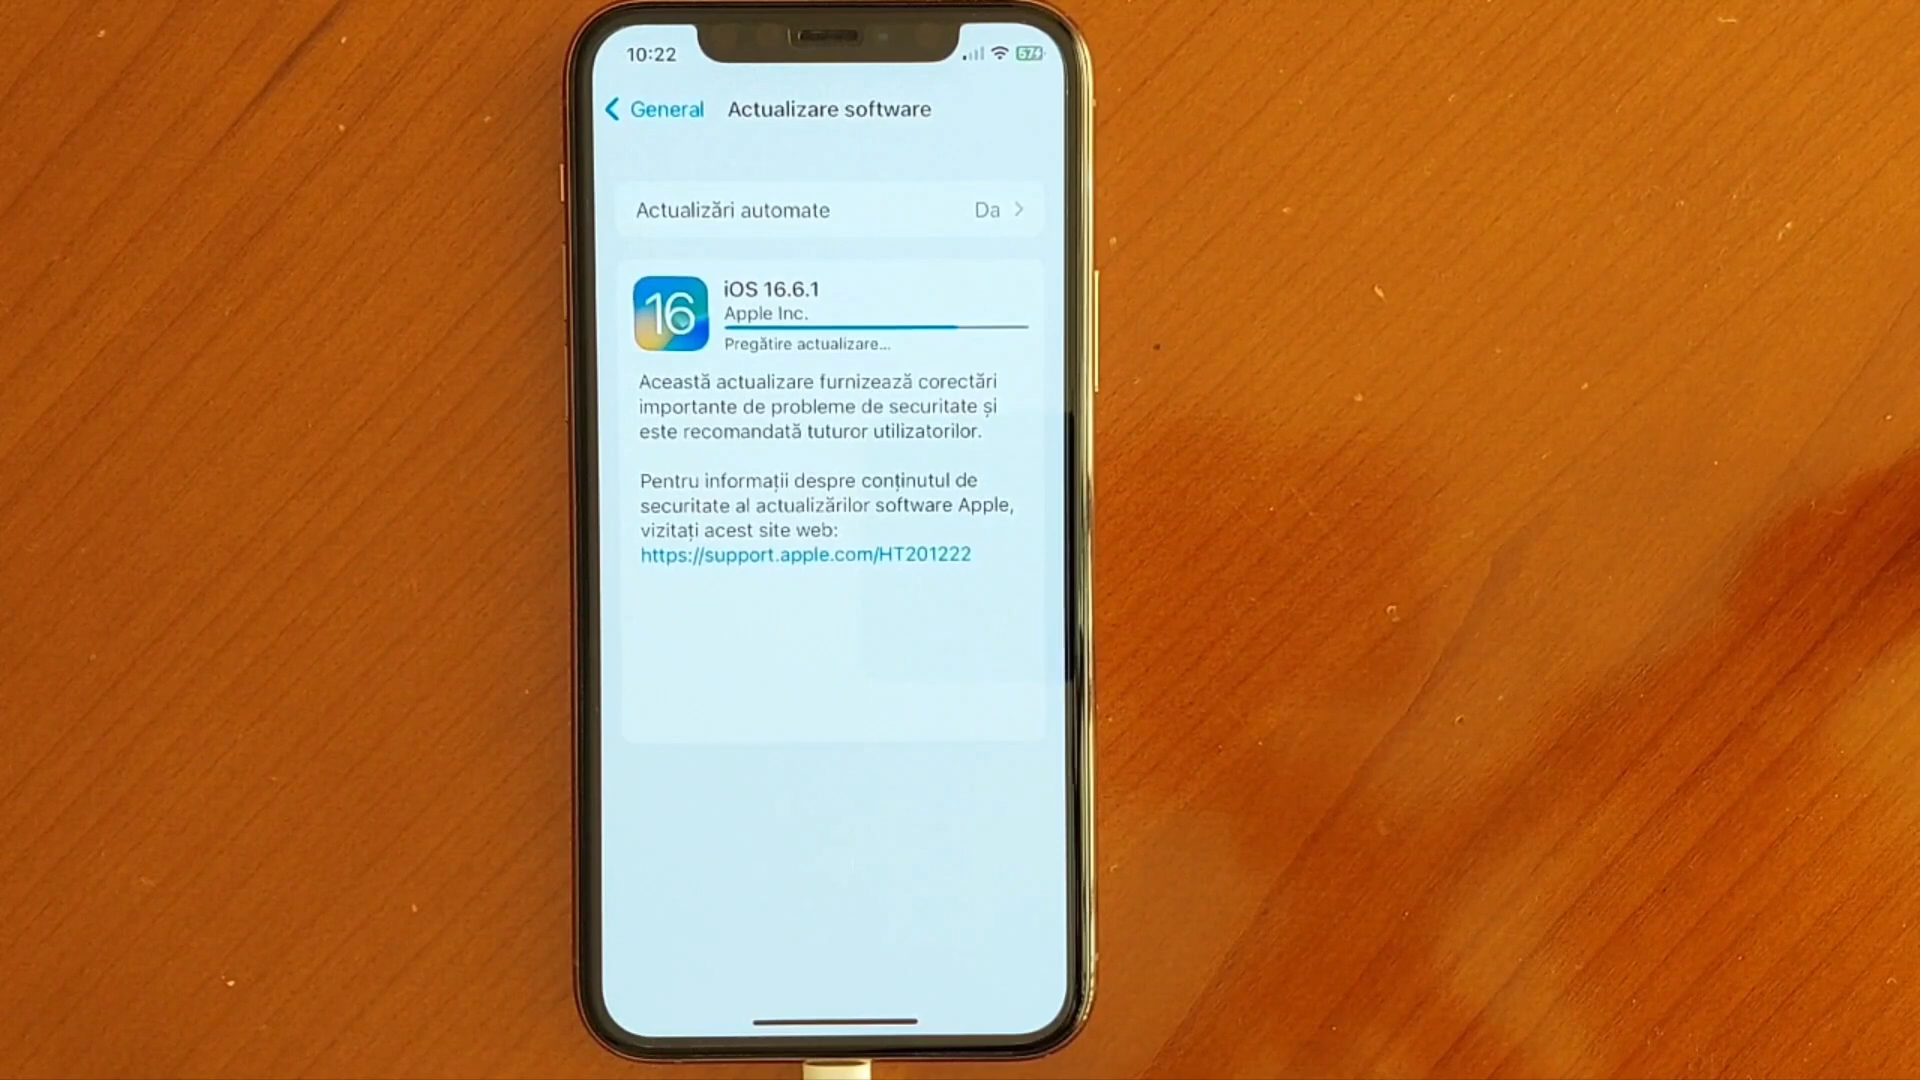 10:22
57
General Actualizare software
Actualizări automate Da
16
iOS 16.6.1
Apple Inc.
Pregătire actualizare...
Această actualizare furnizează corectări
importante de probleme de securitate și
este recomandată tuturor utilizatorilor.
Pentru informații despre conținutul de
securitate al actualizărilor software Apple,
vizitați acest site web:
https://support.apple.com/HT201222